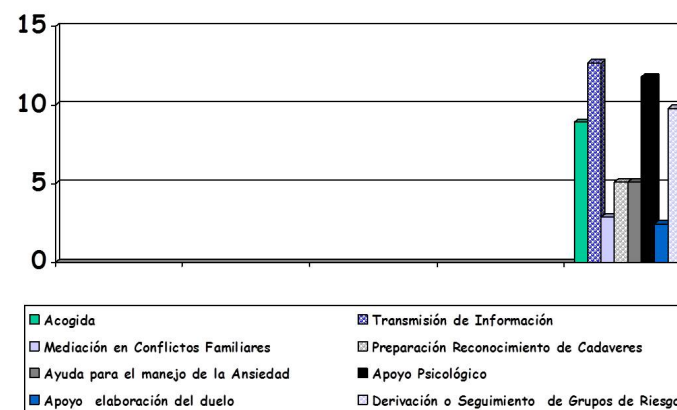 15
10
5
0
Acogida
Transmisión de Información
Mediación en Conflictos Familiares
Preparación Reconocimiento de Cadaveres
Ayuda para el manejo de la Ansiedad
Apoyo Psicológico
Apoyo elaboración del duelo
Derivación o Seguimiento de Grupos de Riesgo